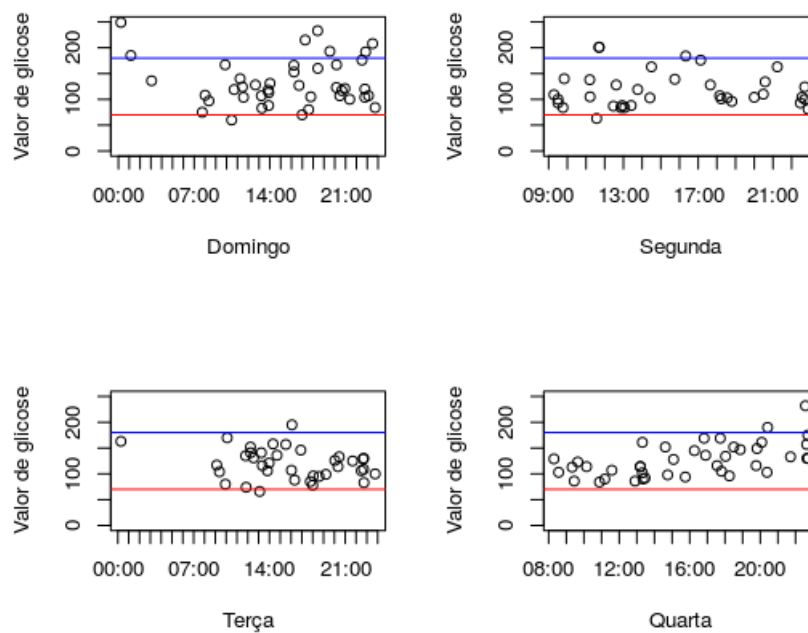 Valor de glicose
0 100 200
00:00 07:00 14:00 21:00
Domingo
Valor de glicose
0 100 200
09:00 13:00 17:00 21:00
Segunda
Valor de glicose
0 100 200
00:00 07:00 14:00 21:00
Terça
Valor de glicose
0 100 200
08:00 12:00 16:00 20:00
Quarta